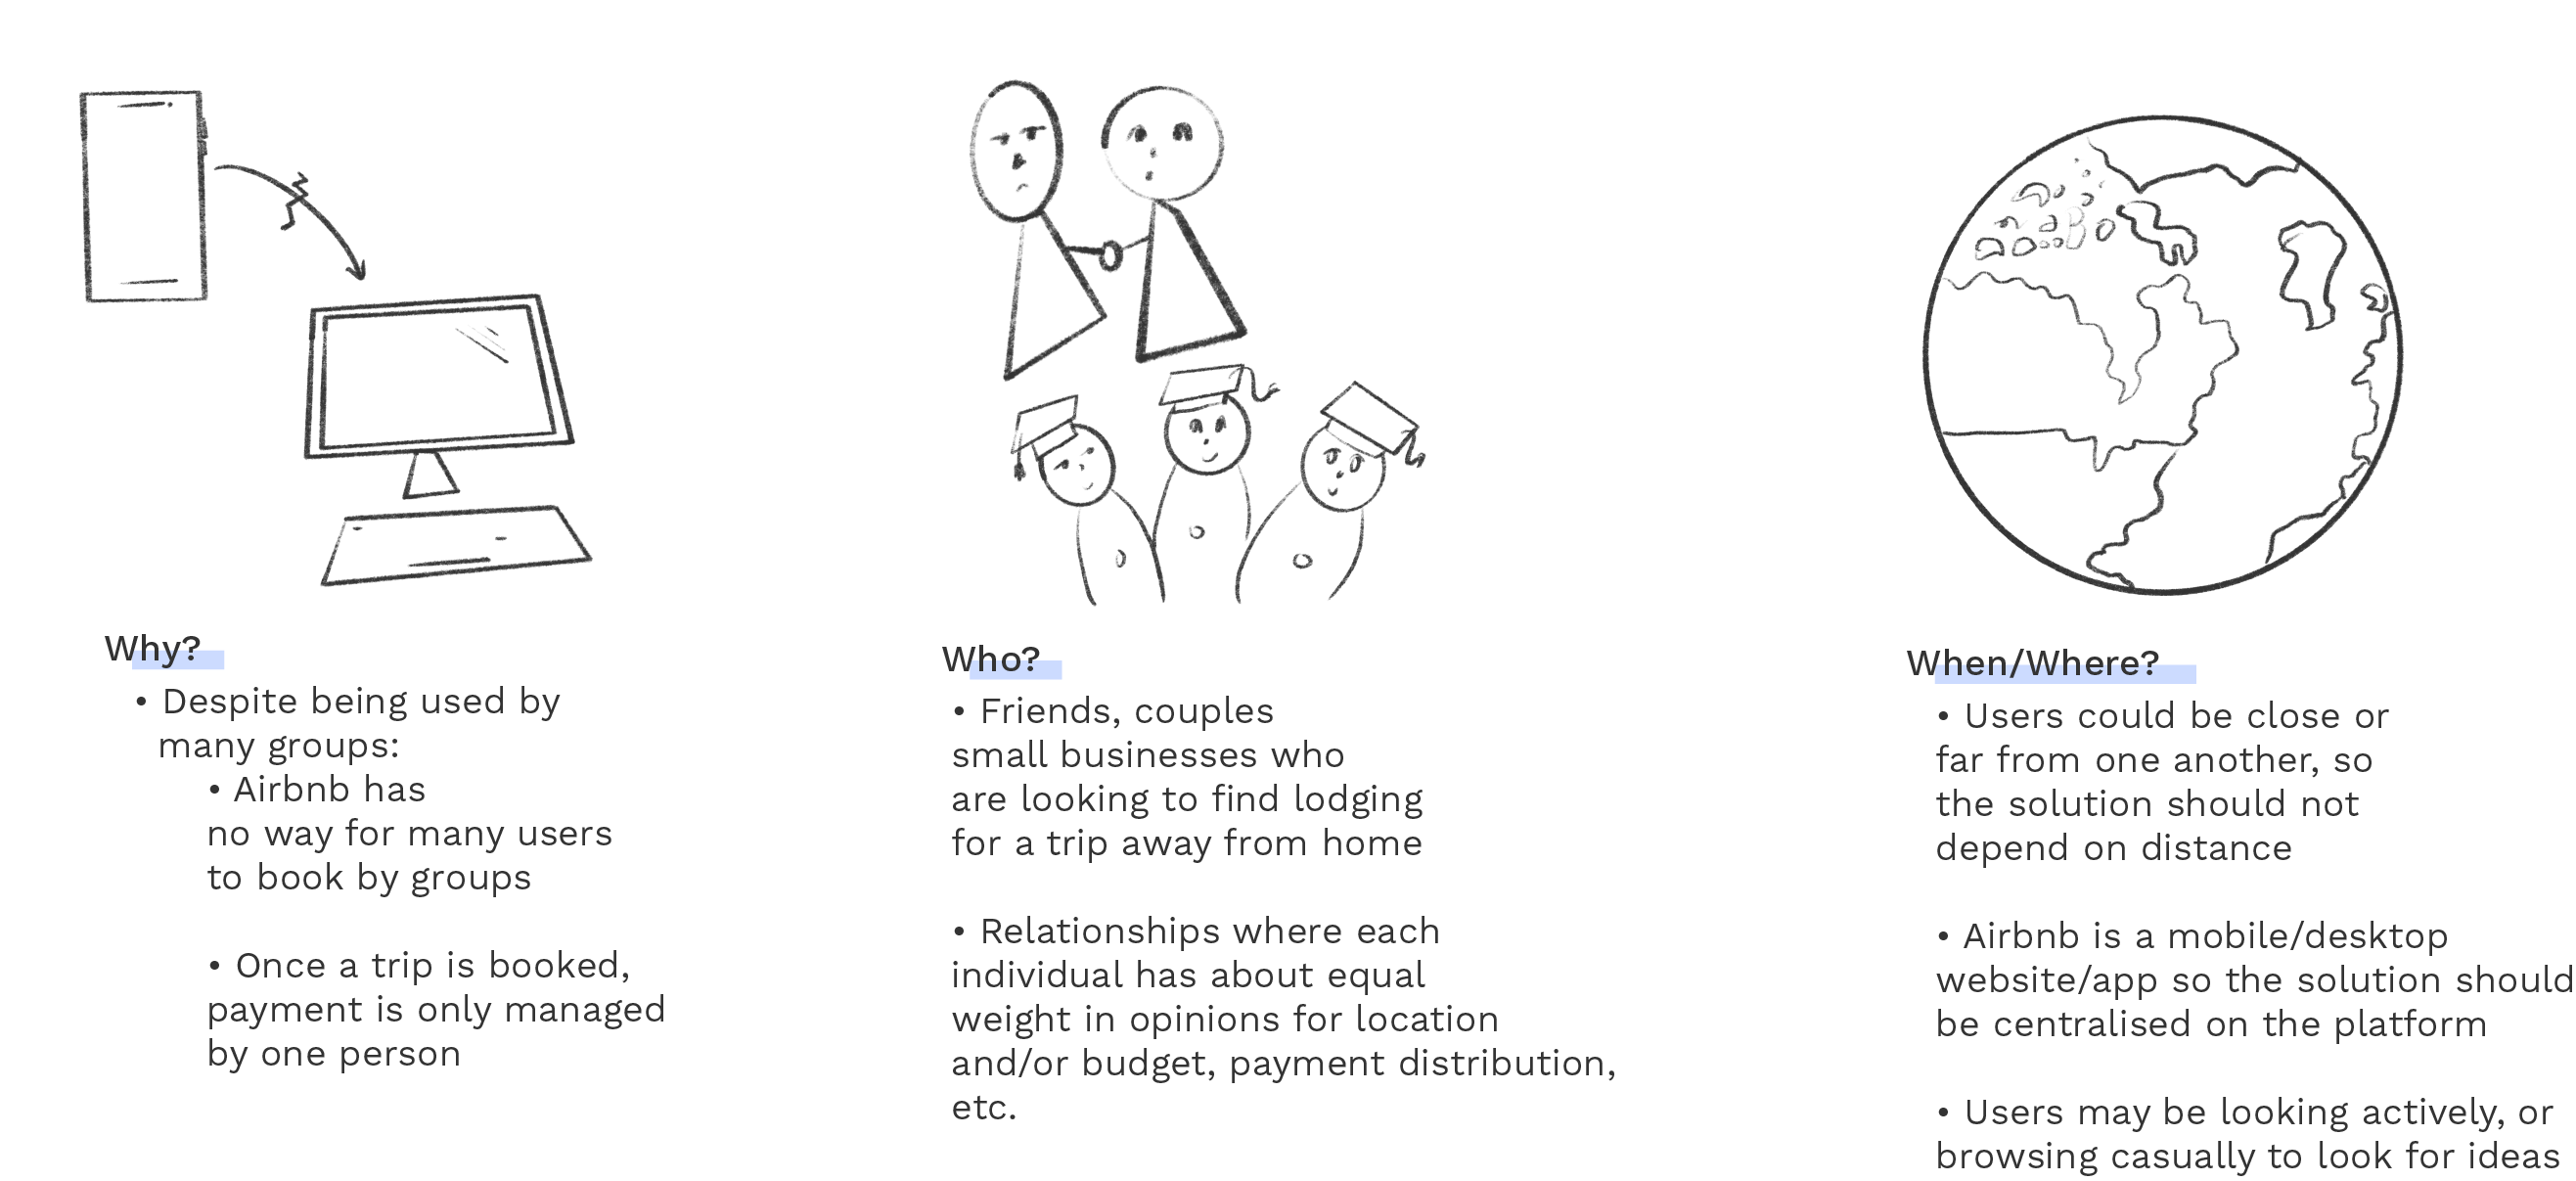 Why?
• Despite being used by
many groups:
• Airbnb has
no way for many users
to book by groups
• Once a trip is booked,
payment is only managed
by one person
Who?
• Friends, couples
small businesses who
are looking to find lodging
for a trip away from home
• Relationships where each
individual has about equal
weight in opinions for location
and/or budget, payment distribution,
etc.
When/Where?
• Users could be close or
far from one another, so
the solution should not
depend on distance
• Airbnb is a mobile/desktop
website/app so the solution should
be centralised on the platform
• Users may be looking actively, or
browsing casually to look for ideas